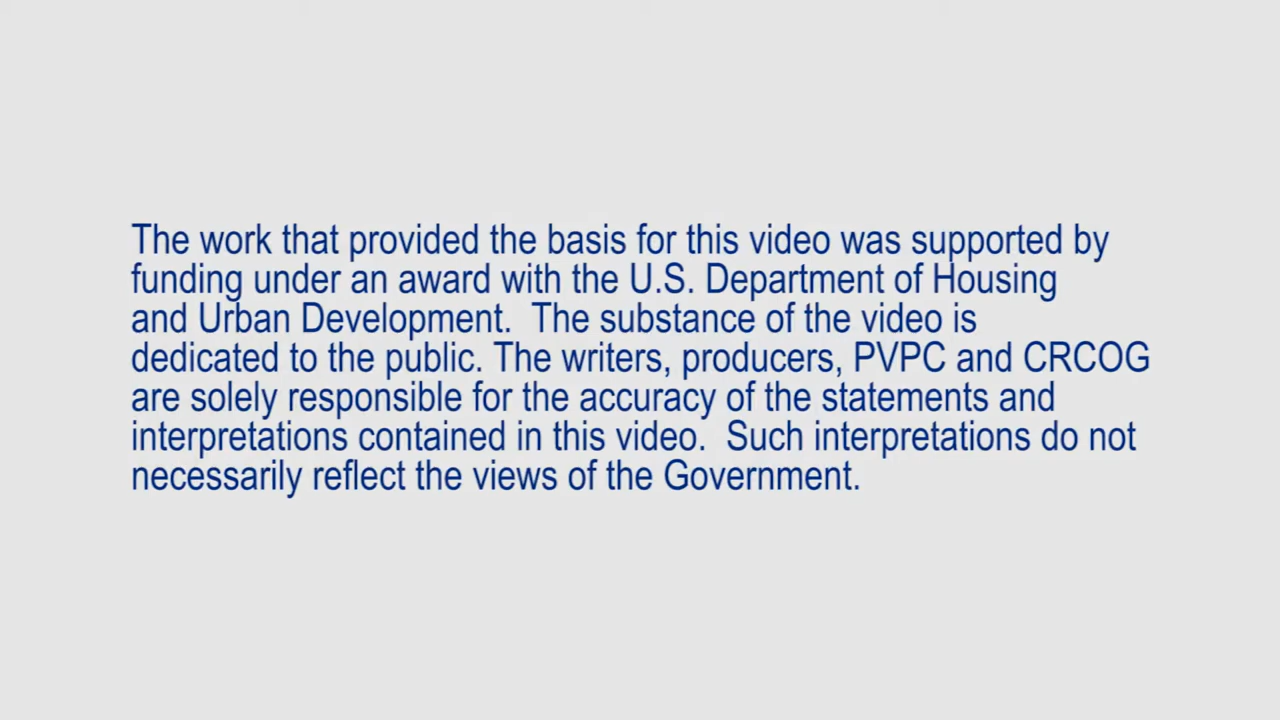 The work that provided the basis for this video was supported by
funding under an award with the U.S. Department of Housing
and Urban Development.  The substance of the video is
dedicated to the public. The writers, producers, PVPC and CRCOG
are solely responsible for the accuracy of the statements and
interpretations contained in this video.  Such interpretations do not
necessarily reflect the views of the Government.